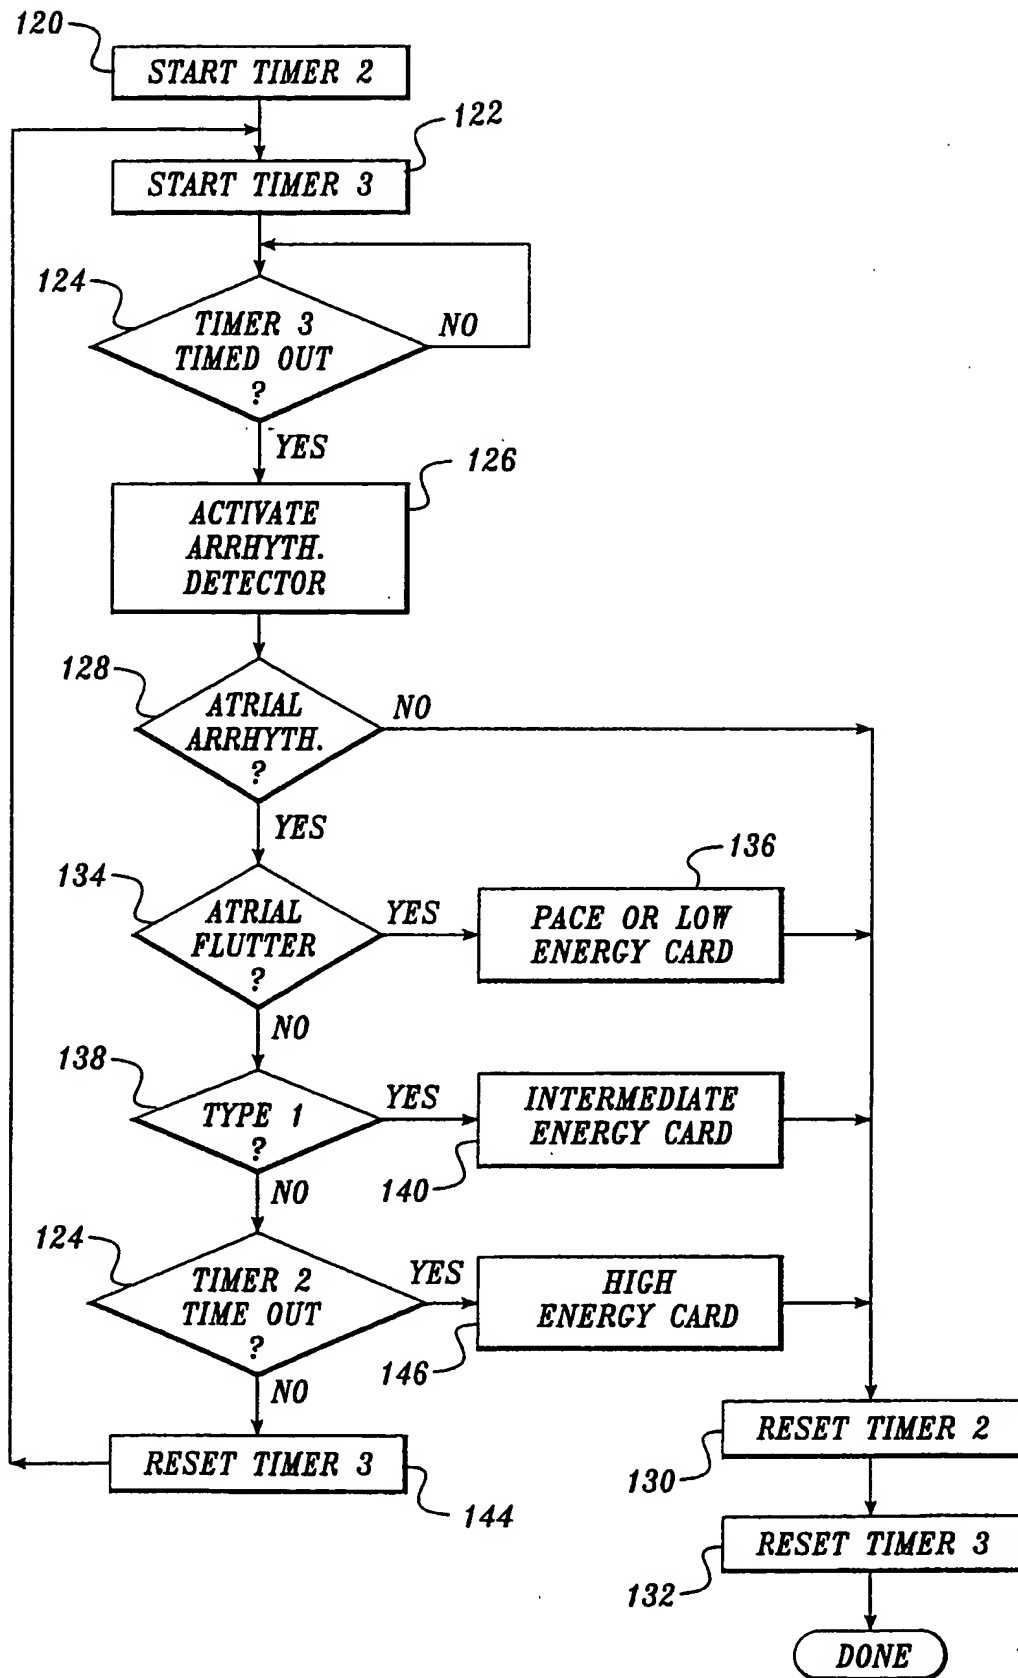 120
START TIMER 2
122
START TIMER 3
124
TIMER 3
TIMED OUT
?
NO
YES
126
ACTIVATE
ARRHYTH.
DETECTOR
128
ATRIAL
ARRHYTH.
?
NO
YES
134
ATRIAL
FLUTTER
?
YES
136
PACE OR LOW
ENERGY CARD
NO
138
TYPE 1
?
YES
INTERMEDIATE
ENERGY CARD
140
NO
124
TIMER 2
TIME OUT
?
YES
HIGH
ENERGY CARD
146
NO
RESET TIMER 3
144
RESET TIMER 2
130
RESET TIMER 3
132
DONE